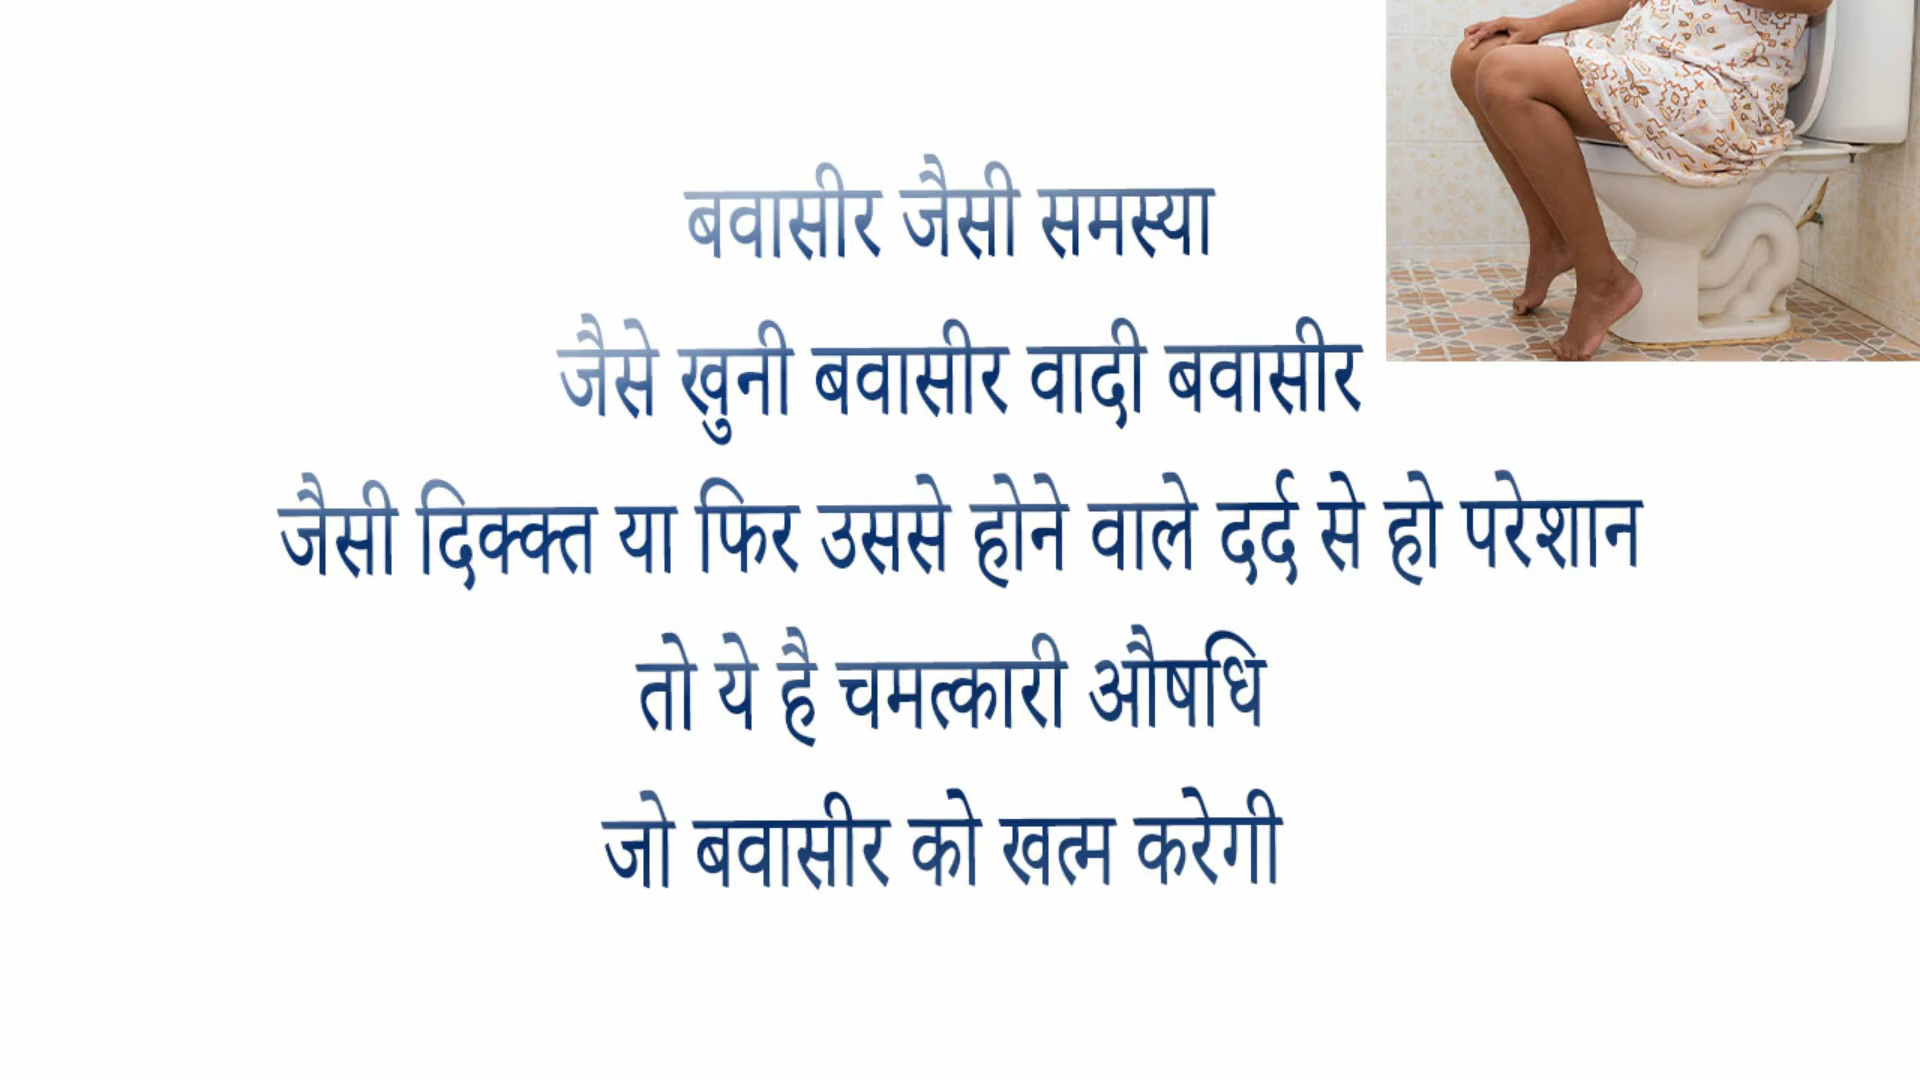 बवासीर जैसी समस्या
जैसे खुनी बवासीर वादी बवासीर
जैसी दिक्क्त या फिर उससे होने वाले दर्द से हो परेशान
तो ये है चमत्कारी औषधि
जो बवासीर को खत्म करेगी